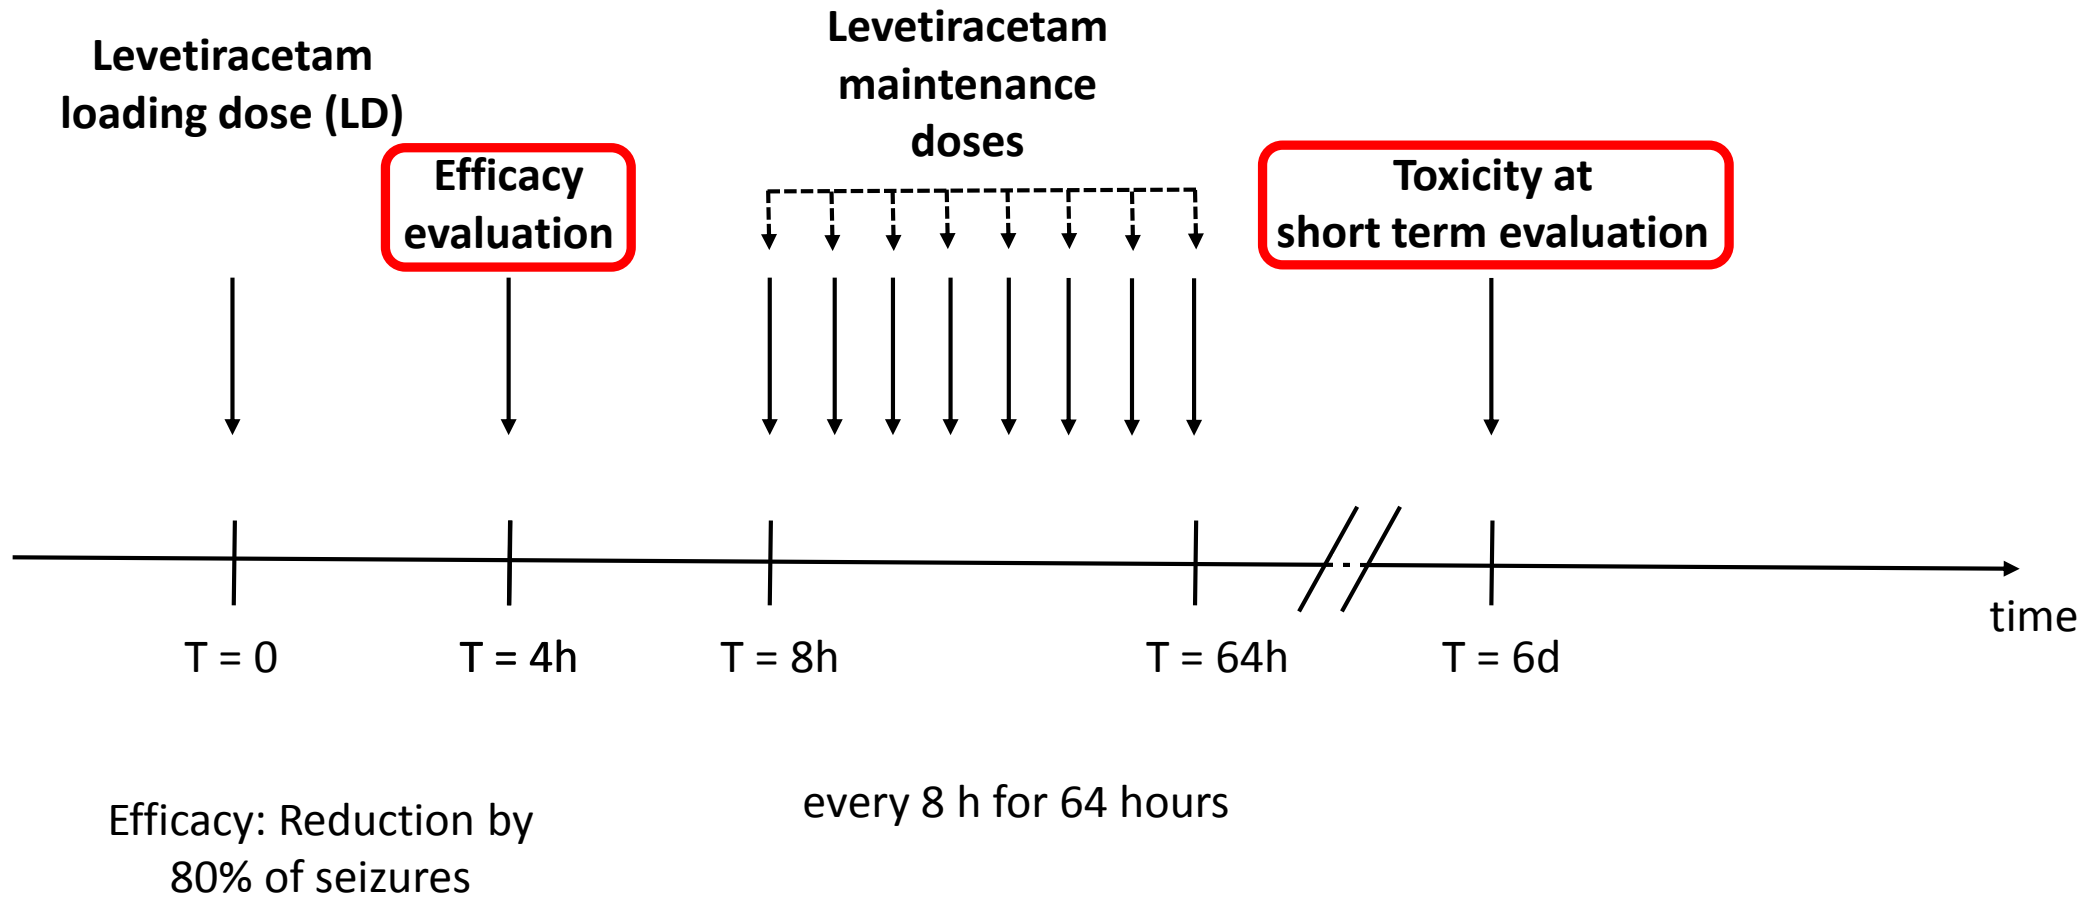 Levetiracetam
loading dose (LD)
Efficacy
evaluation
Levetiracetam
maintenance
doses
Toxicity at
short term evaluation
time
T = 0
T = 4h
T = 8h
T = 64h
T = 6d
Efficacy: Reduction by
80% of seizures
every 8 h for 64 hours